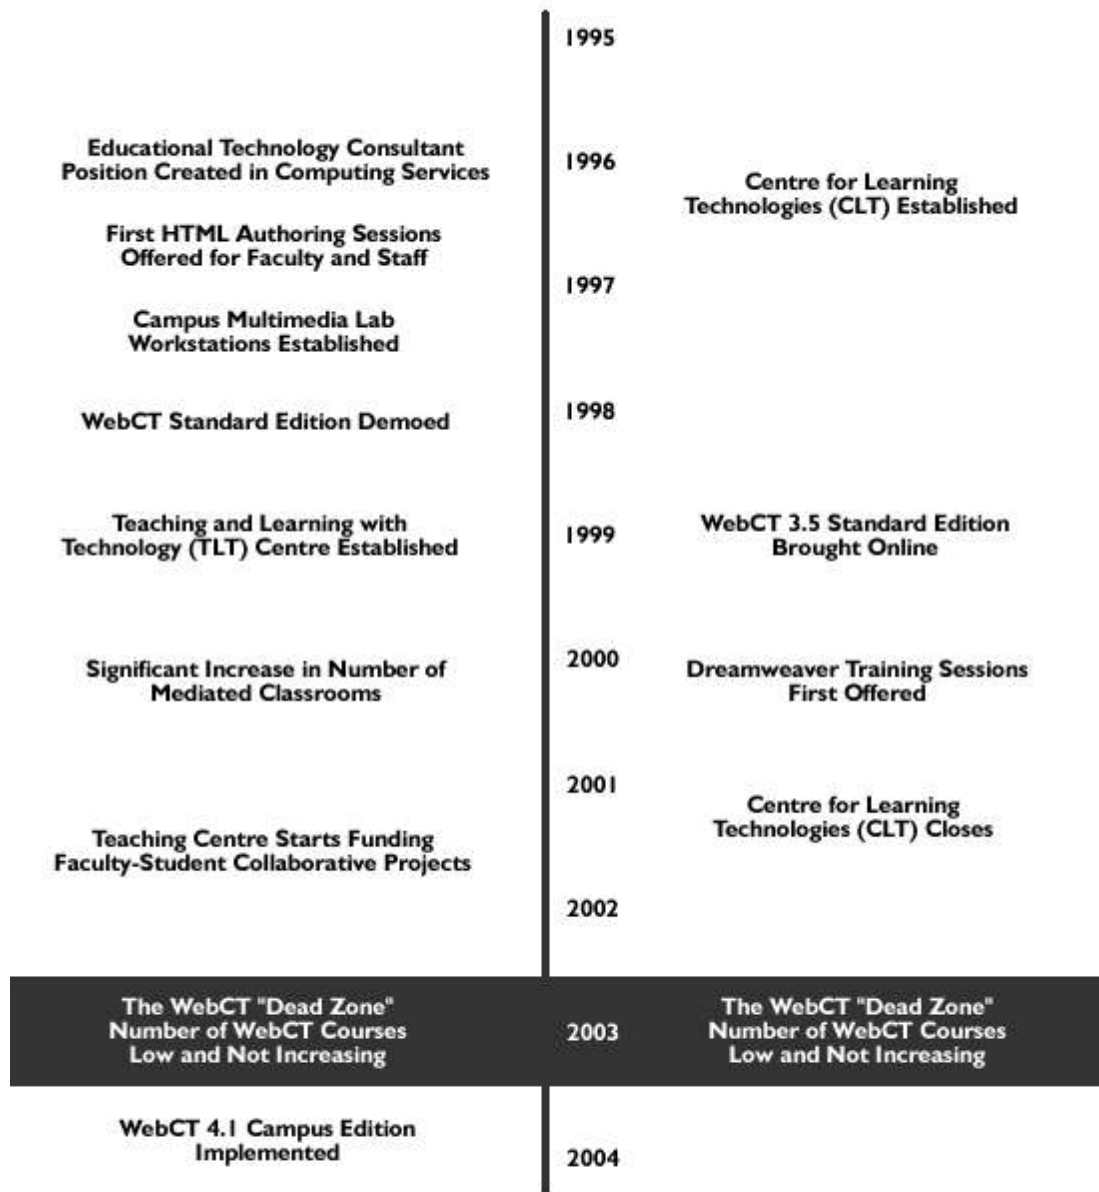 1995
Educational Technology Consultant
Position Created in Computing Services
1996
Centre for Learning
Technologies (CLT) Established
First HTML Authoring Sessions
Offered for Faculty and Staff
1997
Campus Multimedia Lab
Workstations Established
1998
WebCT Standard Edition Demoed
Teaching and Learning with
Technology (TLT) Centre Established
1999
WebCT 3.5 Standard Edition
Brought Online
2000
Significant Increase in Number of
Mediated Classrooms
Dreamweaver Training Sessions
First Offered
2001
Centre for Learning
Technologies (CLT) Closes
Teaching Centre Starts Funding
Faculty-Student Collaborative Projects
2002
The WebCT "Dead Zone"
Number of WebCT Courses
Low and Not Increasing
2003
The WebCT "Dead Zone"
Number of WebCT Courses
Low and Not Increasing
WebCT 4.1 Campus Edition
Implemented
2004